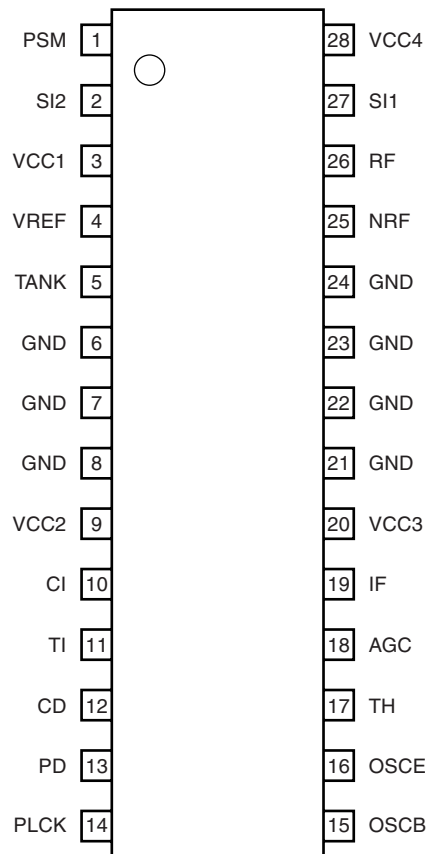 PSM 1 28 VCC4
SI2 2 27 SI1
VCC1 3 26 RF
VREF 4 25 NRF
TANK 5 24 GND
GND 6 23 GND
GND 7 22 GND
GND 8 21 GND
VCC2 9 20 VCC3
CI 10 19 IF
TI 11 18 AGC
CD 12 17 TH
PD 13 16 OSCE
PLCK 14 15 OSCB